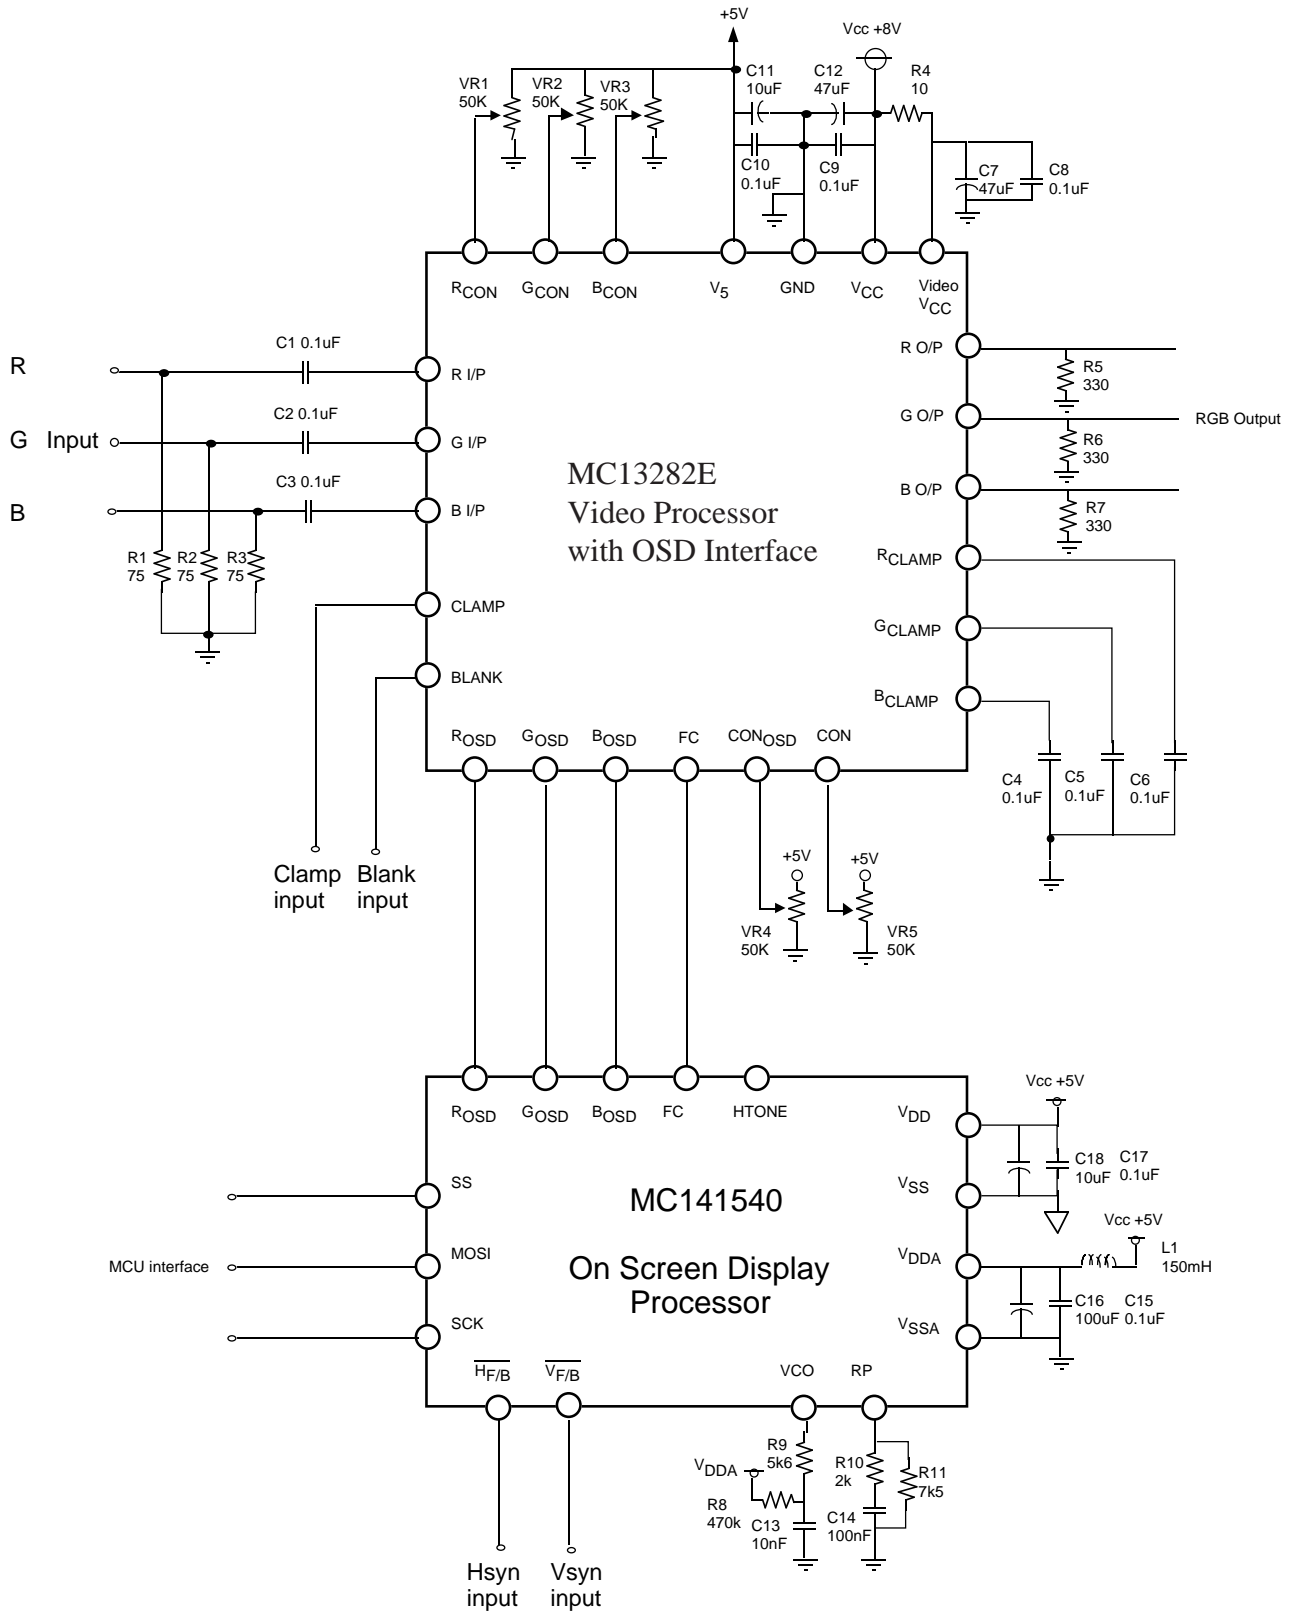 +5V
Vcc +8V
VR1
50K
VR2
50K
VR3
50K
C11
10uF
C12
47uF
R4
10
C10
0.1uF
C9
0.1uF
C7
47uF
C8
0.1uF
RCON
GCON
BCON
V5
GND
VCC
Video
VCC
R
G Input
B
C1 0.1uF
C2 0.1uF
C3 0.1uF
R1
75
R2
75
R3
75
R I/P
G I/P
B I/P
CLAMP
BLANK
MC13282E
Video Processor
with OSD Interface
R O/P
G O/P
B O/P
RCLAMP
GCLAMP
BCLAMP
R5
330
R6
330
R7
330
RGB Output
ROSD
GOSD
BOSD
FC
CONOSD
CON
C4
0.1uF
C5
0.1uF
C6
0.1uF
Clamp
input
Blank
input
+5V
+5V
VR4
50K
VR5
50K
ROSD
GOSD
BOSD
FC
HTONE
VDD
VSS
VDDA
VSSA
Vcc +5V
C18
10uF
C17
0.1uF
Vcc +5V
L1
150mH
C16
100uF
C15
0.1uF
SS
MOSI
SCK
MCU interface
MC141540
On Screen Display
Processor
HF/B
VF/B
VCO
RP
VDDA
R9
5k6
R8
470k
C13
10nF
R10
2k
R11
7k5
C14
100nF
Hsyn
input
Vsyn
input